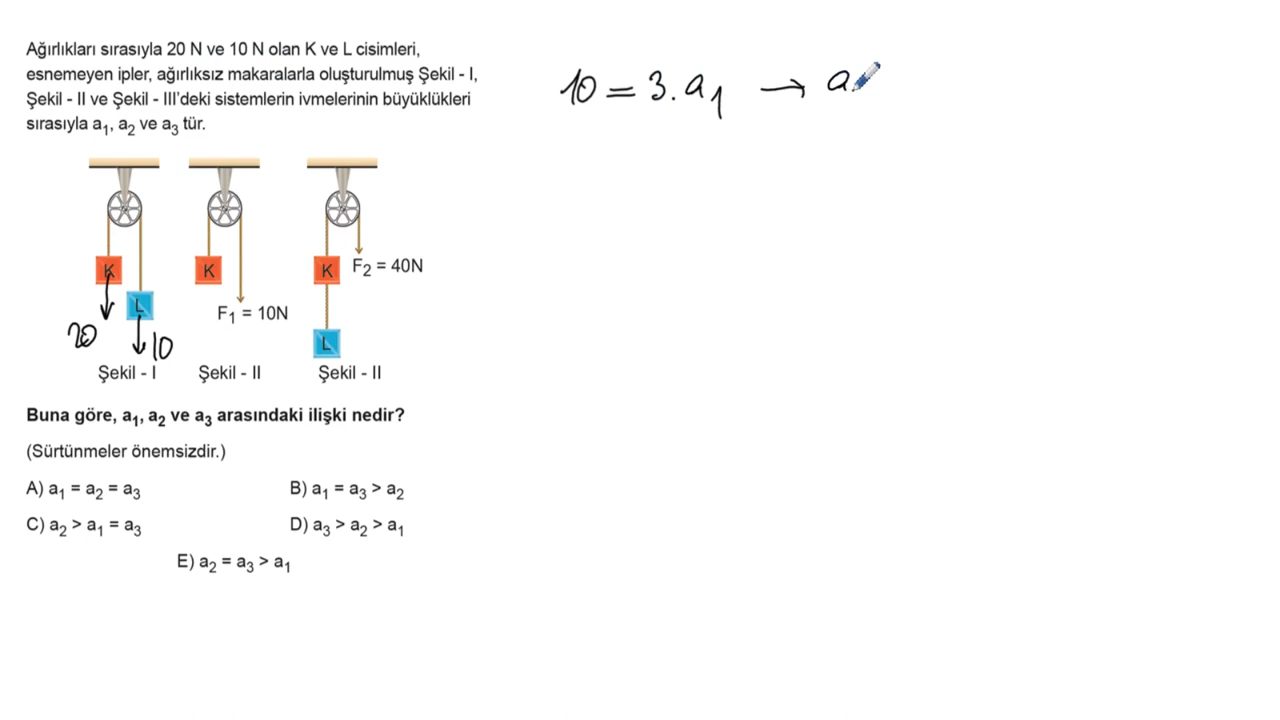 Ağırlıkları sırasıyla 20 N ve 10 N olan K ve L cisimleri,
esnemeyen ipler, ağırlıksız makaralarla oluşturulmuş Şekil - I,
Şekil - II ve Şekil - III'deki sistemlerin ivmelerinin büyüklükleri
sırasıyla a₁, a₂ ve a₃ tür.
10 = 3. a₁ → a
K
L
20
10
Şekil - I
K
F₁ = 10N
Şekil - II
K
F₂ = 40N
L
Şekil - II
Buna göre, a₁, a₂ ve a₃ arasındaki ilişki nedir?
(Sürtünmeler önemsizdir.)
A) a₁ = a₂ = a₃
B) a₁ = a₃ > a₂
C) a₂ > a₁ = a₃
D) a₃ > a₂ > a₁
E) a₂ = a₃ > a₁